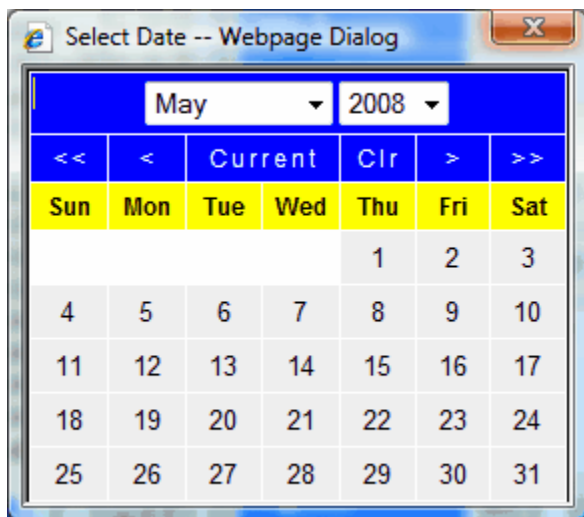 Select Date -- Webpage Dialog
May 2008
<< < Current Clr > >>
Sun Mon Tue Wed Thu Fri Sat
1 2 3
4 5 6 7 8 9 10
11 12 13 14 15 16 17
18 19 20 21 22 23 24
25 26 27 28 29 30 31